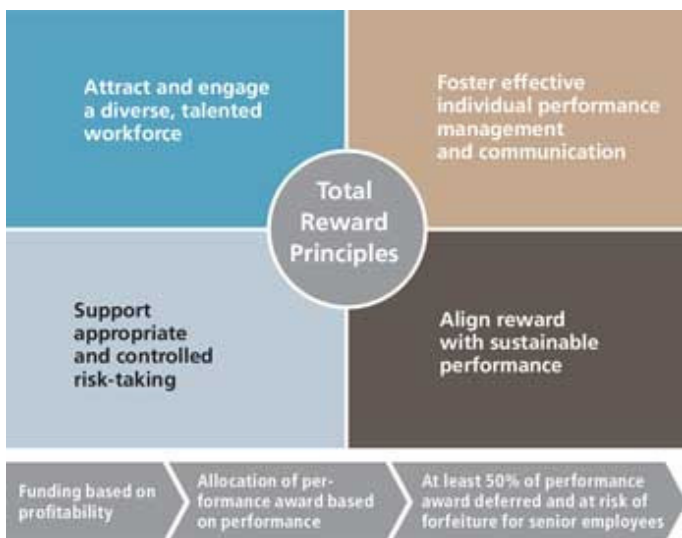 Attract and engage
a diverse, talented
workforce
Foster effective
individual performance
management
and communication
Total
Reward
Principles
Support
appropriate
and controlled
risk-taking
Align reward
with sustainable
performance
Funding based on
profitability
Allocation of per-
formance award based
on performance
At least 50% of performance
award deferred and at risk of
forfeiture for senior employees